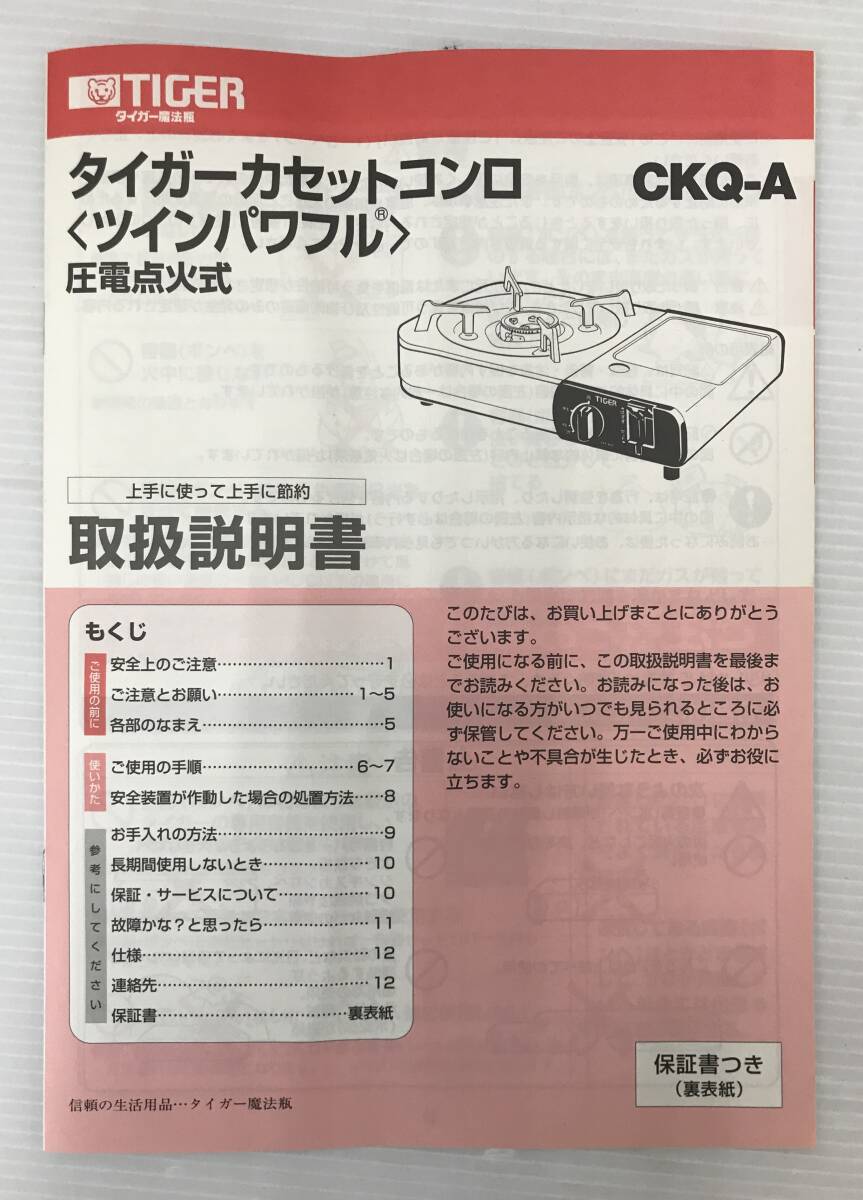 TIGER
タイガー魔法瓶
タイガーカセットコンロ CKQ-A
〈ツインパワフル®〉
圧電点火式
TIGER
上手に使って上手に節約
取扱説明書
もくじ
ご使用の前に
安全上のご注意……………………………1
ご注意とお願い……………………… 1～5
各部のなまえ………………………………5
使いかた
ご使用の手順………………………… 6～7
安全装置が作動した場合の処置方法……8
参考にしてください
お手入れの方法……………………………9
長期間使用しないとき………………… 10
保証・サービスについて……………… 10
故障かな？と思ったら………………… 11
仕様……………………………………… 12
連絡先…………………………………… 12
保証書………………………………裏表紙
このたびは、お買い上げまことにありがとう
ございます。
ご使用になる前に、この取扱説明書を最後ま
でお読みください。お読みになった後は、お
使いになる方がいつでも見られるところに必
ず保管してください。万一ご使用中にわから
ないことや不具合が生じたとき、必ずお役に
立ちます。
保証書つき
（裏表紙）
信頼の生活用品…タイガー魔法瓶